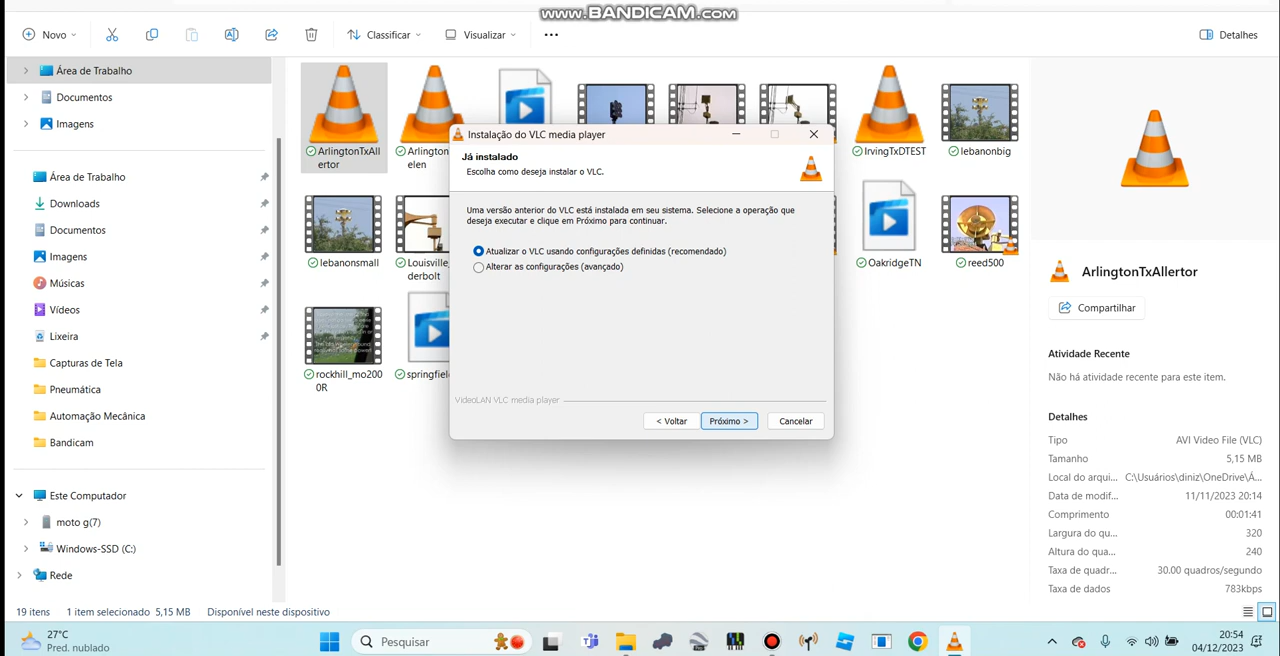 www.BANDICAM.com
Novo
Classificar
Visualizar
Detalhes
Área de Trabalho
Documentos
Imagens
Área de Trabalho
Downloads
Documentos
Imagens
Músicas
Vídeos
Lixeira
Capturas de Tela
Pneumática
Automação Mecânica
Bandicam
Este Computador
moto g(7)
Windows-SSD (C:)
Rede
ArlingtonTxAll
ertor
Arlington
elen
IrvingTxDTEST
lebanonbig
lebanonsmall
Louisville_
derbolt
OakridgeTN
reed500
rockhill_mo200
0R
springfiel
Instalação do VLC media player
Já instalado
Escolha como deseja instalar o VLC.
Uma versão anterior do VLC está instalada em seu sistema. Selecione a operação que
deseja executar e clique em Próximo para continuar.
Atualizar o VLC usando configurações definidas (recomendado)
Alterar as configurações (avançado)
VideoLAN VLC media player
< Voltar
Próximo >
Cancelar
ArlingtonTxAllertor
Compartilhar
Atividade Recente
Não há atividade recente para este item.
Detalhes
Tipo AVI Video File (VLC)
Tamanho 5,15 MB
Local do arqui... C:\Usuários\diniz\OneDrive\Á...
Data de modif... 11/11/2023 20:14
Comprimento 00:01:41
Largura do qu... 320
Altura do qua... 240
Taxa de quadr... 30.00 quadros/segundo
Taxa de dados 783kbps
19 itens 1 item selecionado 5,15 MB Disponível neste dispositivo
27°C
Pred. nublado
Pesquisar
20:54
04/12/2023